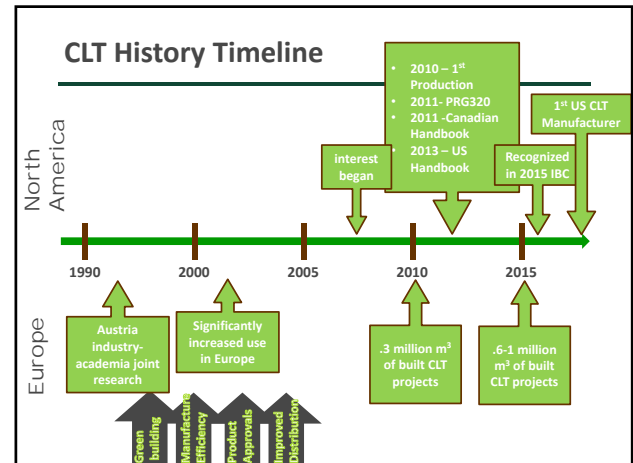 CLT History Timeline
• 2010 – 1st
Production
• 2011- PRG320
• 2011 -Canadian
Handbook
• 2013 – US
Handbook
1st US CLT
Manufacturer
interest
began
Recognized
in 2015 IBC
North
America
1990
2000
2005
2010
2015
Europe
Austria
industry-
academia joint
research
Significantly
increased use
in Europe
.3 million m3
of built CLT
projects
.6-1 million
m3 of built
CLT projects
Green
building
Manufacture
Efficiency
Product
Approvals
Improved
Distribution